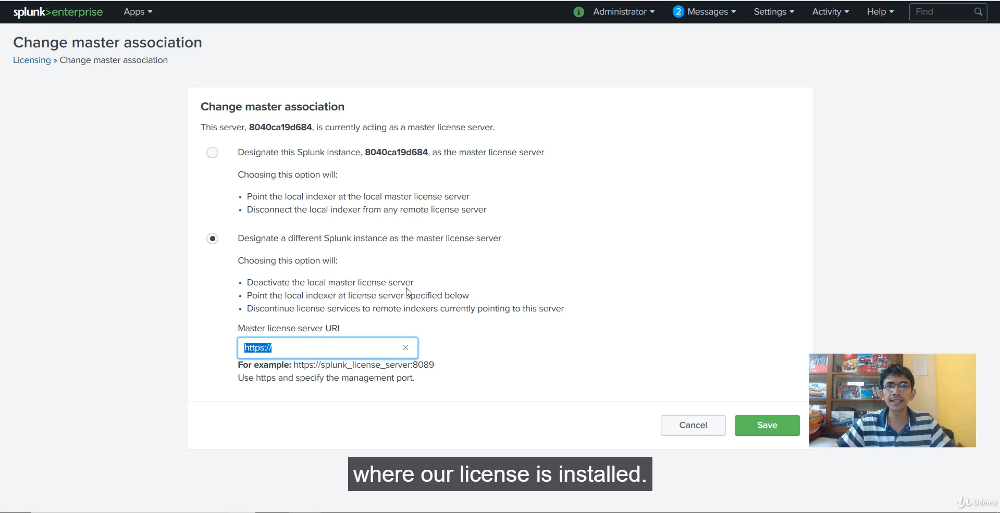 splunk>enterprise Apps i Administrator 2 Messages Settings Activity Help Find
Change master association
Licensing » Change master association
Change master association
This server, 8040ca19d684, is currently acting as a master license server.
Designate this Splunk instance, 8040ca19d684, as the master license server
Choosing this option will:
• Point the local indexer at the local master license server
• Disconnect the local indexer from any remote license server
Designate a different Splunk instance as the master license server
Choosing this option will:
• Deactivate the local master license server
• Point the local indexer at license server specified below
• Discontinue license services to remote indexers currently pointing to this server
Master license server URI
https://
For example: https://splunk_license_server:8089
Use https and specify the management port.
Cancel Save
where our license is installed.
Udemy